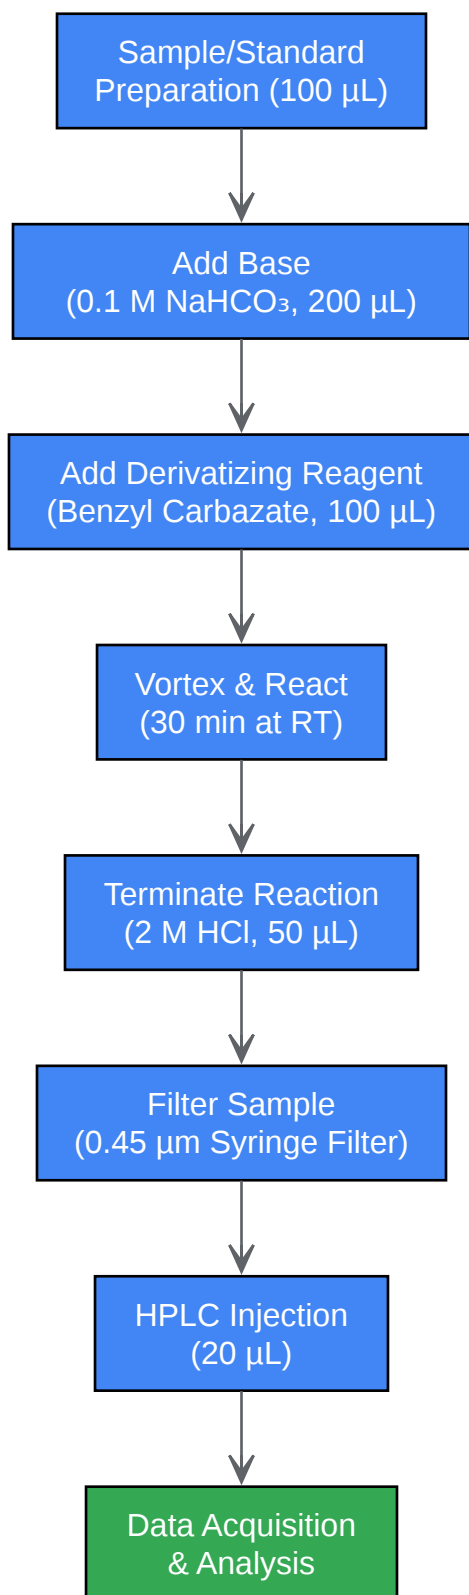 Sample/Standard
Preparation (100 µL)
Add Base
(0.1 M NaHCO₃, 200 µL)
Add Derivatizing Reagent
(Benzyl Carbazate, 100 µL)
Vortex & React
(30 min at RT)
Terminate Reaction
(2 M HCl, 50 µL)
Filter Sample
(0.45 µm Syringe Filter)
HPLC Injection
(20 µL)
Data Acquisition
& Analysis